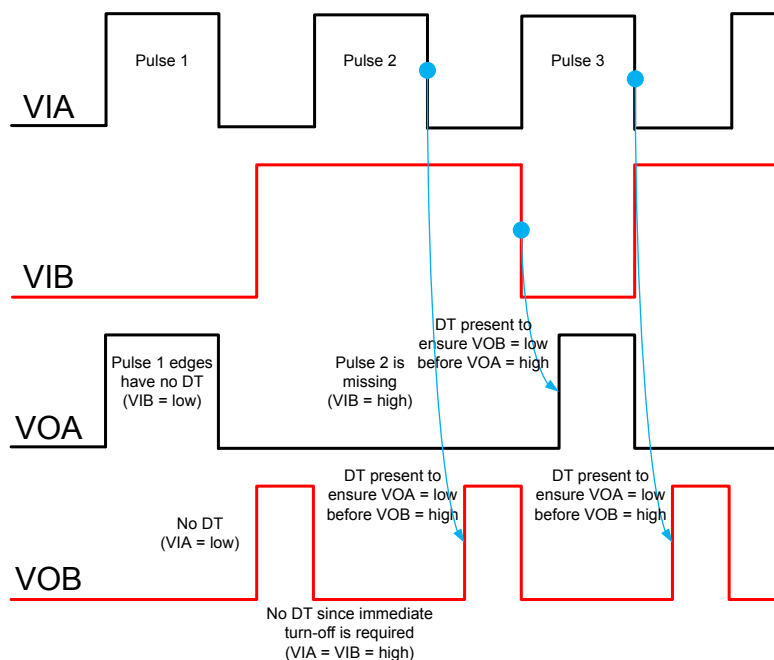 Pulse 1
Pulse 2
Pulse 3
VIA
VIB
DT present to
ensure VOB = low
before VOA = high
Pulse 1 edges
have no DT
(VIB = low)
Pulse 2 is
missing
(VIB = high)
VOA
DT present to
ensure VOA = low
before VOB = high
DT present to
ensure VOA = low
before VOB = high
No DT
(VIA = low)
VOB
No DT since immediate
turn-off is required
(VIA = VIB = high)